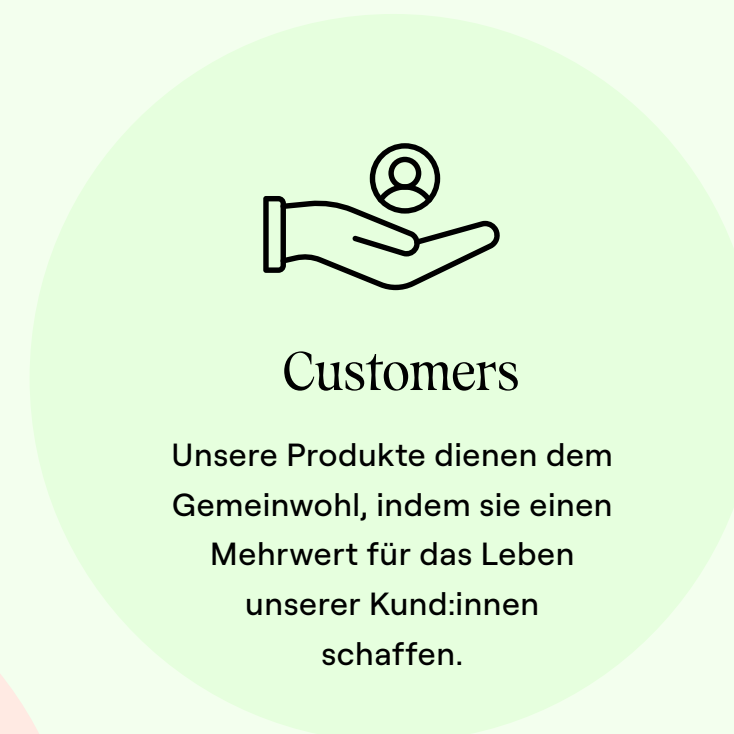 Customers
Unsere Produkte dienen dem
Gemeinwohl, indem sie einen
Mehrwert für das Leben
unserer Kund:innen
schaffen.